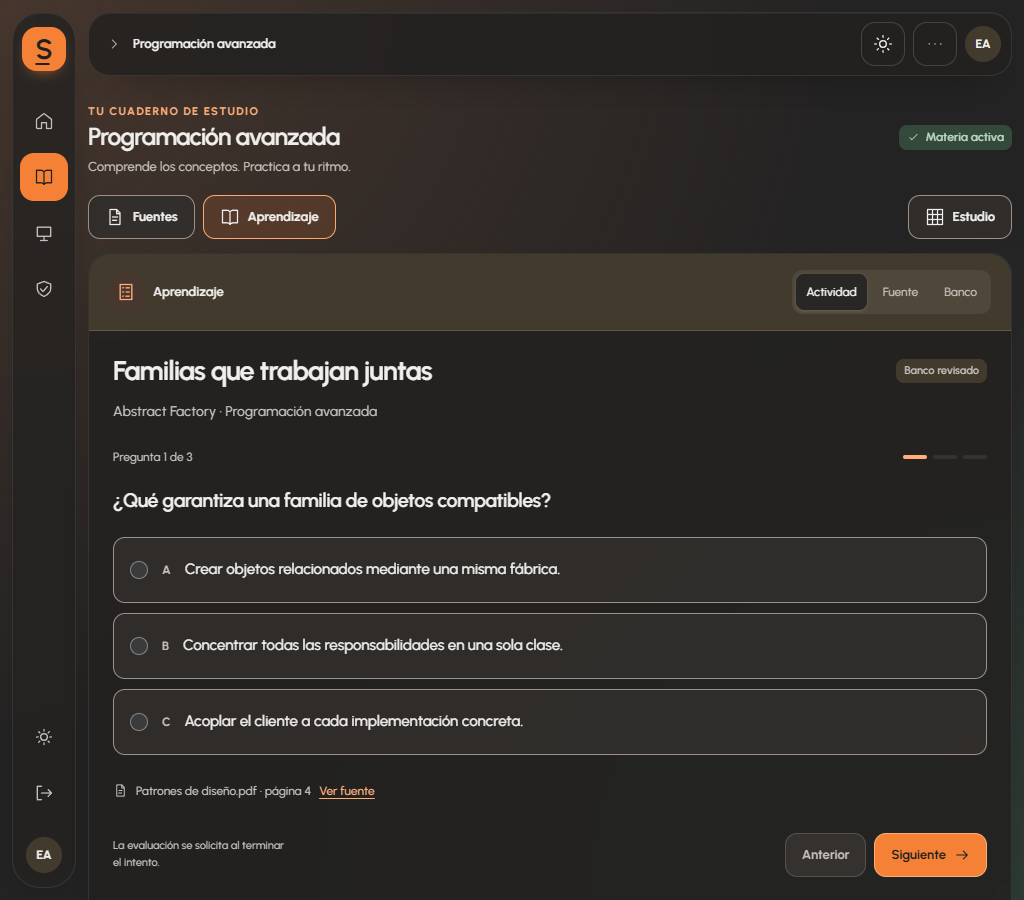 S
Programación avanzada
...
EA
TU CUADERNO DE ESTUDIO
Programación avanzada
Materia activa
Comprende los conceptos. Practica a tu ritmo.
Fuentes
Aprendizaje
Estudio
Aprendizaje
Actividad
Fuente
Banco
Familias que trabajan juntas
Banco revisado
Abstract Factory · Programación avanzada
Pregunta 1 de 3
¿Qué garantiza una familia de objetos compatibles?
A Crear objetos relacionados mediante una misma fábrica.
B Concentrar todas las responsabilidades en una sola clase.
C Acoplar el cliente a cada implementación concreta.
Patrones de diseño.pdf · página 4 Ver fuente
La evaluación se solicita al terminar
el intento.
Anterior
Siguiente →
EA